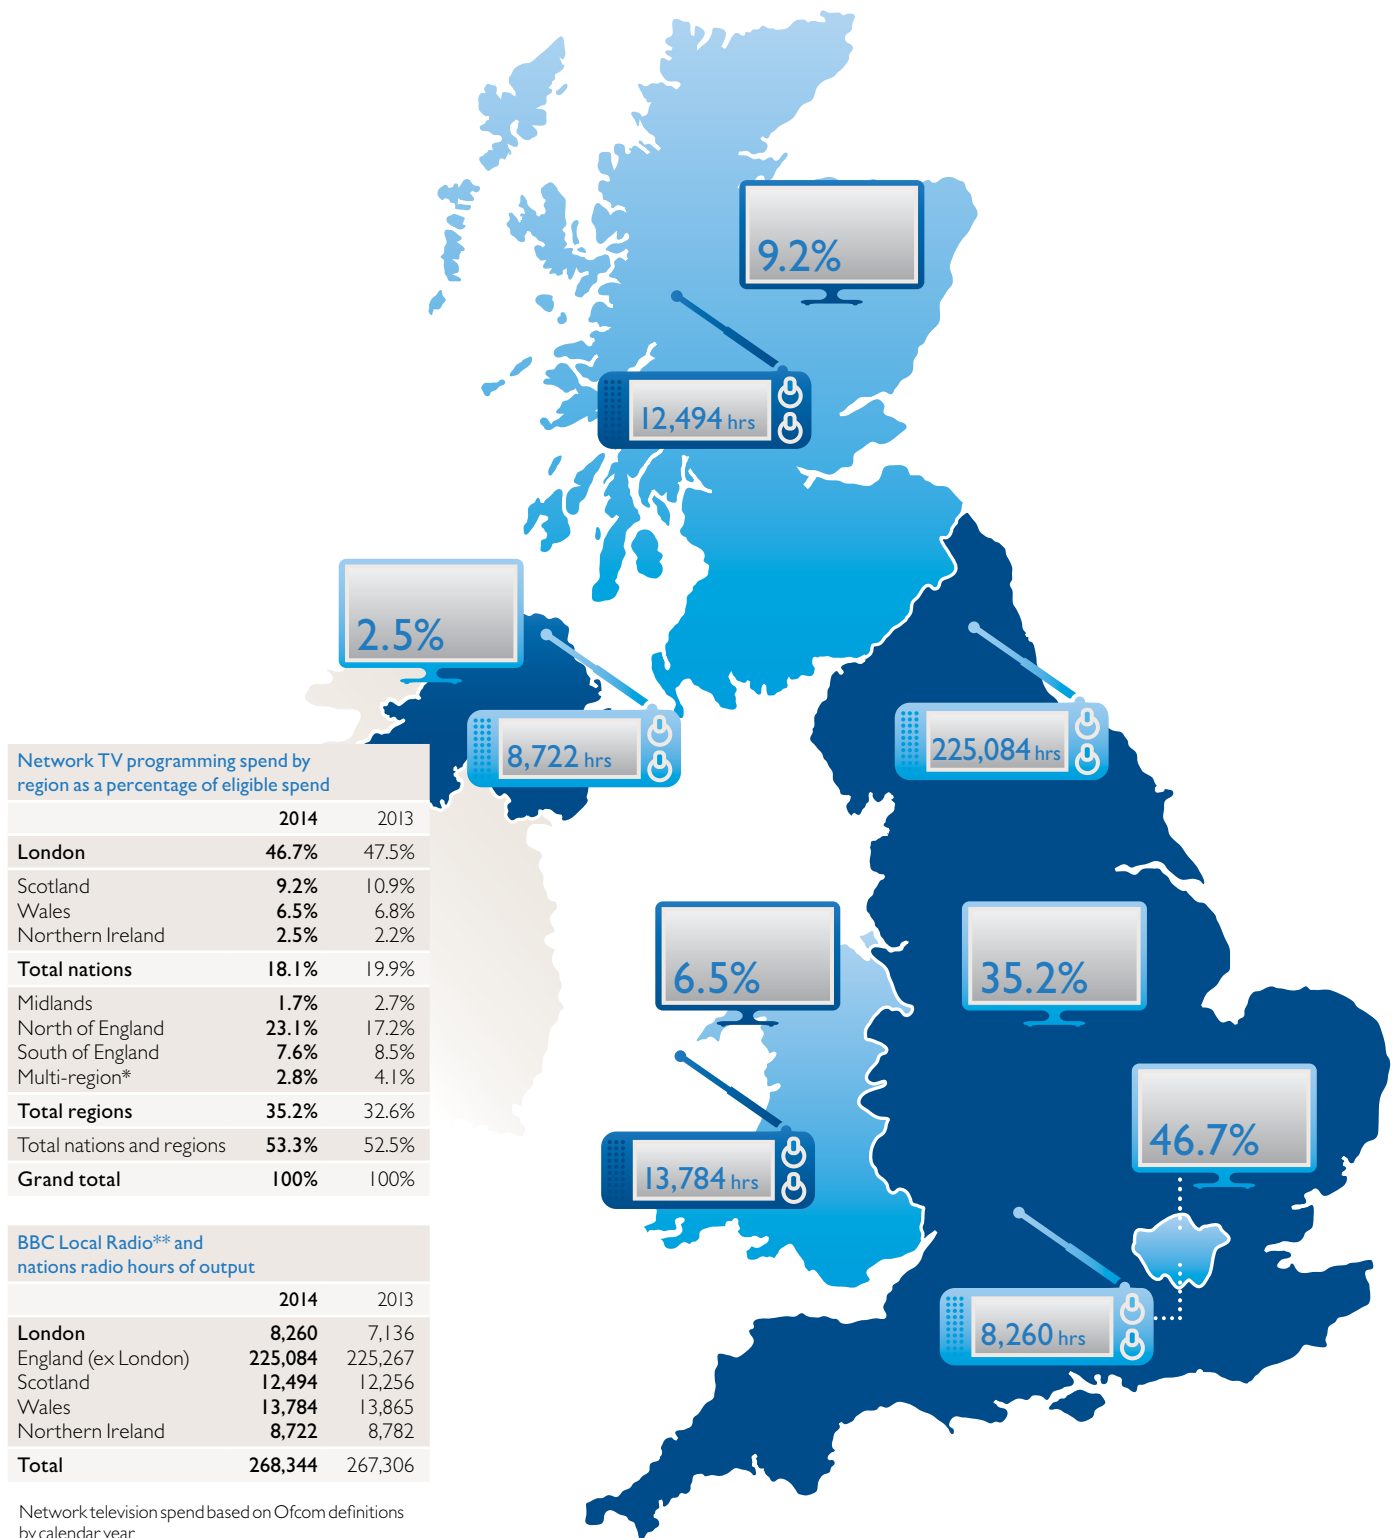 9.2%
12,494 hrs
2.5%
8,722 hrs
225,084 hrs
6.5%
35.2%
13,784 hrs
46.7%
8,260 hrs
Network TV programming spend by
region as a percentage of eligible spend
2014 2013
London 46.7% 47.5%
Scotland 9.2% 10.9%
Wales 6.5% 6.8%
Northern Ireland 2.5% 2.2%
Total nations 18.1% 19.9%
Midlands 1.7% 2.7%
North of England 23.1% 17.2%
South of England 7.6% 8.5%
Multi-region* 2.8% 4.1%
Total regions 35.2% 32.6%
Total nations and regions 53.3% 52.5%
Grand total 100% 100%
BBC Local Radio** and
nations radio hours of output
2014 2013
London 8,260 7,136
England (ex London) 225,084 225,267
Scotland 12,494 12,256
Wales 13,784 13,865
Northern Ireland 8,722 8,782
Total 268,344 267,306
Network television spend based on Ofcom definitions
by calendar year